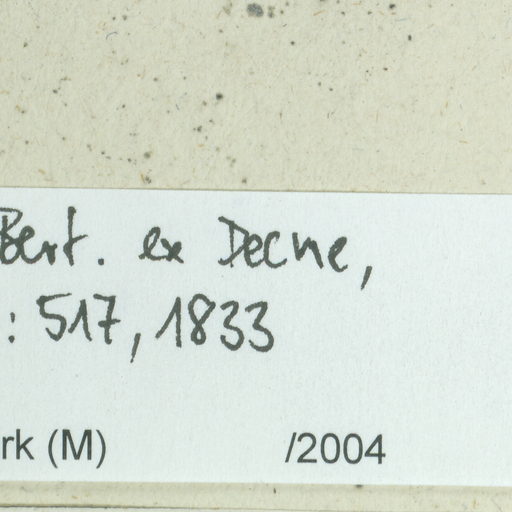 Bert. ex Decne,
: 517, 1833
rk (M) /2004